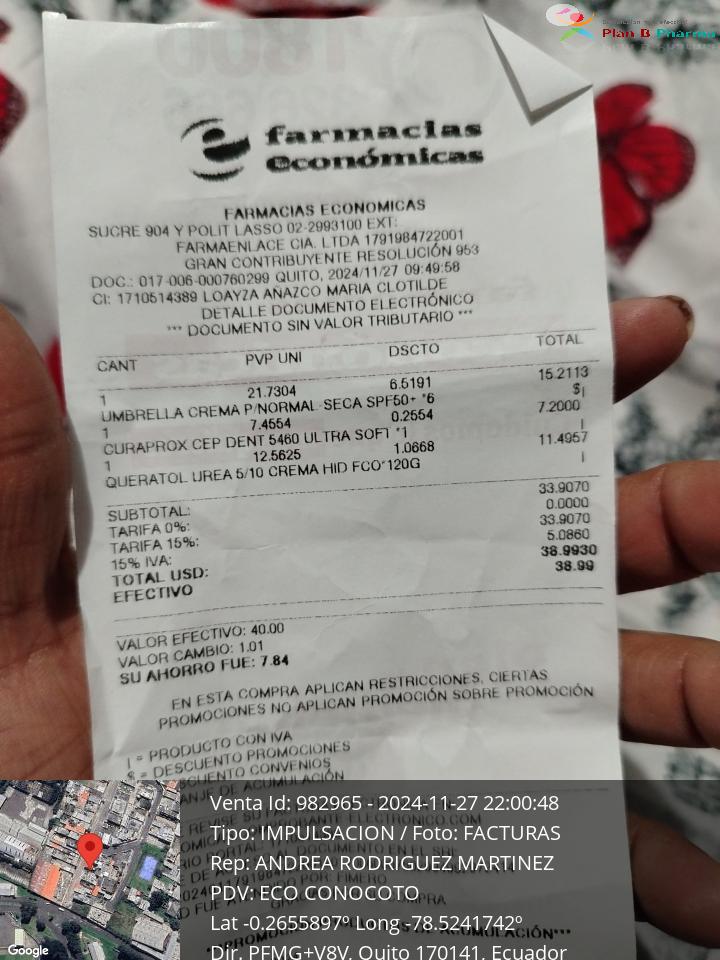 Plan B Pharma
farmacias
económicas
FARMACIAS ECONOMICAS
SUCRE 904 Y POLIT LASSO 02-2993100 EXT:
FARMAENLACE CIA. LTDA 1791984722001
GRAN CONTRIBUYENTE RESOLUCIÓN 953
DOC.: 017-006-000760299 QUITO, 2024/11/27 09:49:58
CI: 1710514389 LOAYZA AÑAZCO MARIA CLOTILDE
DETALLE DOCUMENTO ELECTRÓNICO
*** DOCUMENTO SIN VALOR TRIBUTARIO ***
CANT PVP UNI DSCTO TOTAL
1 21.7304 6.5191 15.2113
UMBRELLA CREMA P/NORMAL-SECA SPF50+ *6 $|
1 7.4554 0.2554 7.2000
CURAPROX CEP DENT 5460 ULTRA SOFT *1 |
1 12.5625 1.0668 11.4957
QUERATOL UREA 5/10 CREMA HID FCO*120G |
SUBTOTAL: 33.9070
TARIFA 0%: 0.0000
TARIFA 15%: 33.9070
15% IVA: 5.0860
TOTAL USD: 38.9930
EFECTIVO 38.99
VALOR EFECTIVO: 40.00
VALOR CAMBIO: 1.01
SU AHORRO FUE: 7.84
EN ESTA COMPRA APLICAN RESTRICCIONES, CIERTAS
PROMOCIONES NO APLICAN PROMOCIÓN SOBRE PROMOCIÓN
| = PRODUCTO CON IVA
$ = DESCUENTO PROMOCIONES
DESCUENTO CONVENIOS
CANJE DE ACUMULACIÓN
Venta Id: 982965 - 2024-11-27 22:00:48
Tipo: IMPULSACION / Foto: FACTURAS
Rep: ANDREA RODRIGUEZ MARTINEZ
PDV: ECO CONOCOTO
Lat -0.2655897º Long -78.5241742º
Dir. PFMG+V8V, Quito 170141, Ecuador
Google